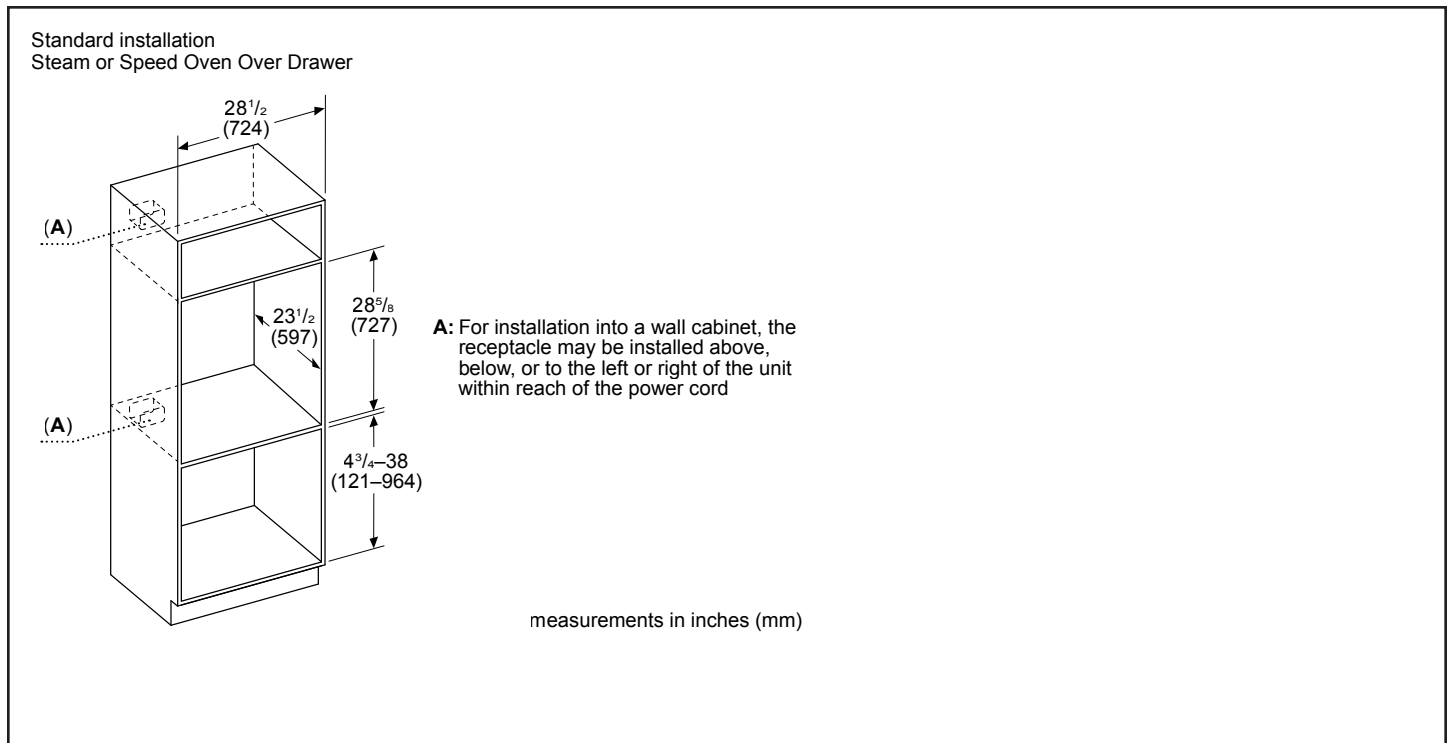 Standard installation
Steam or Speed Oven Over Drawer
28¹/₂
(724)
(A)
23¹/₂
(597)
28⁵/₈
(727)
A: For installation into a wall cabinet, the
receptacle may be installed above,
below, or to the left or right of the unit
within reach of the power cord
(A)
4³/₄–38
(121–964)
measurements in inches (mm)